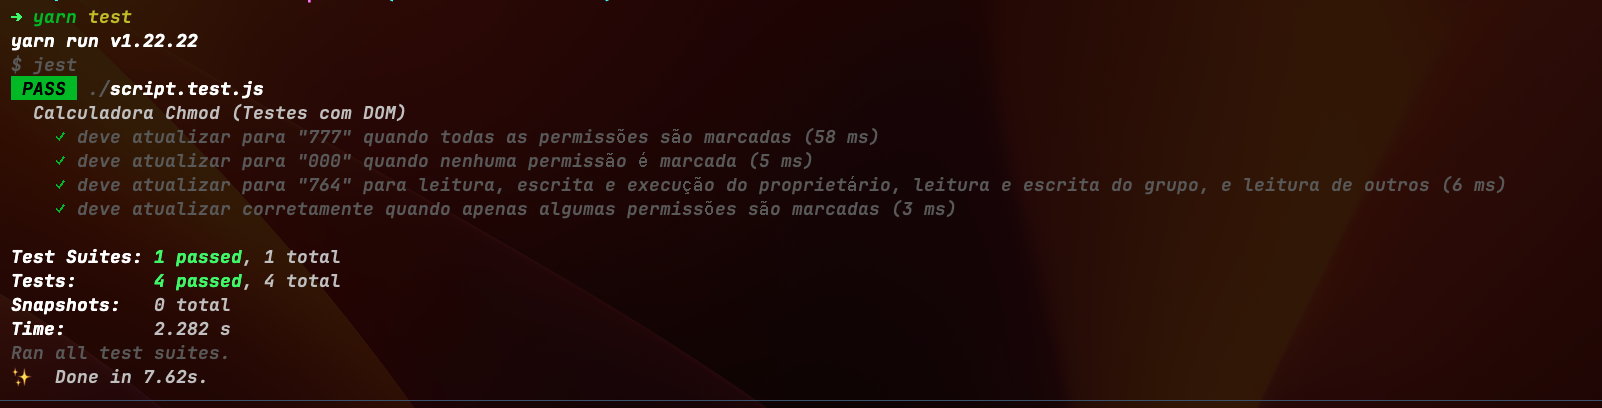 → yarn test
yarn run v1.22.22
$ jest
PASS ./script.test.js
Calculadora Chmod (Testes com DOM)
✓ deve atualizar para "777" quando todas as permissões são marcadas (58 ms)
✓ deve atualizar para "000" quando nenhuma permissão é marcada (5 ms)
✓ deve atualizar para "764" para leitura, escrita e execução do proprietário, leitura e escrita do grupo, e leitura de outros (6 ms)
✓ deve atualizar corretamente quando apenas algumas permissões são marcadas (3 ms)
Test Suites: 1 passed, 1 total
Tests: 4 passed, 4 total
Snapshots: 0 total
Time: 2.282 s
Ran all test suites.
✨ Done in 7.62s.